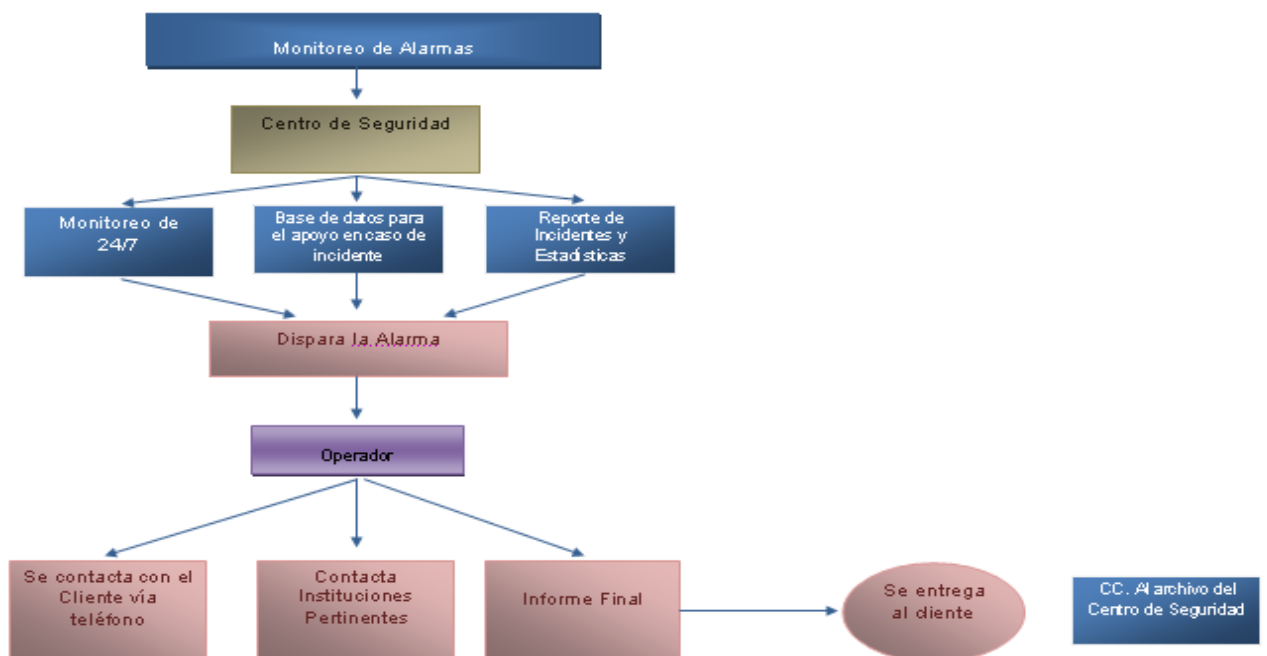 Monitoreo de Alarmas
Centro de Seguridad
Monitoreo de
24/7
Base de datos para
el apoyo en caso de
incidente
Reporte de
Incidentes y
Estadísticas
Dispara la Alarma
Operador
Se contacta con el
Cliente vía
teléfono
Contacta
Instituciones
Pertinentes
Informe Final
Se entrega
al cliente
CC. Al archivo del
Centro de Seguridad